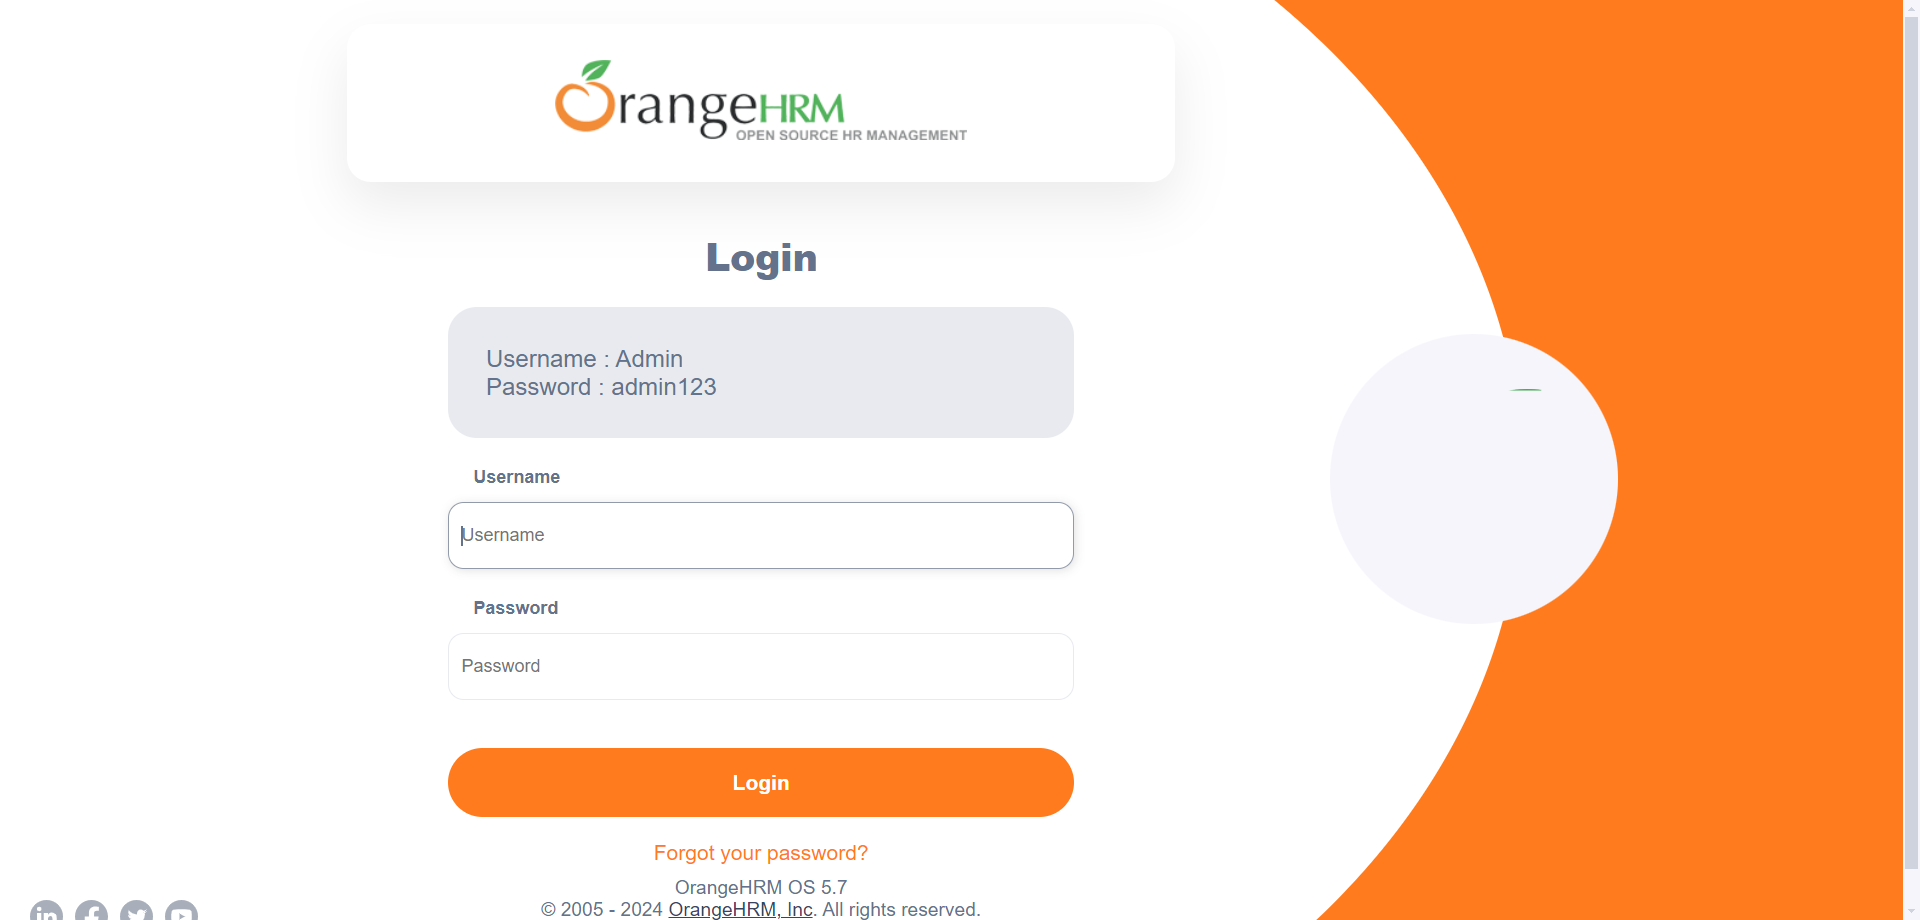 OrangeHRM
OPEN SOURCE HR MANAGEMENT
Login
Username : Admin
Password : admin123
Username
Username
Password
Password
Login
Forgot your password?
OrangeHRM OS 5.7
© 2005 - 2024 OrangeHRM, Inc. All rights reserved.